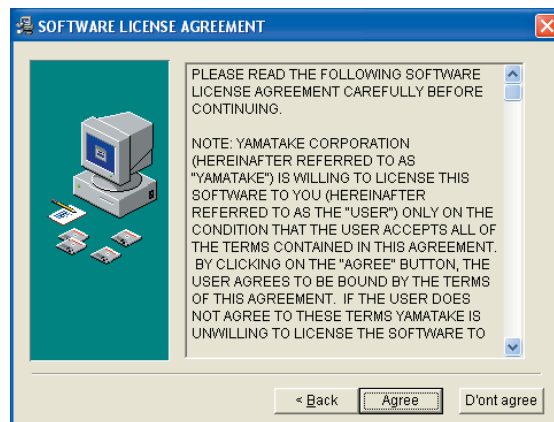 SOFTWARE LICENSE AGREEMENT
PLEASE READ THE FOLLOWING SOFTWARE
LICENSE AGREEMENT CAREFULLY BEFORE
CONTINUING.
NOTE: YAMATAKE CORPORATION
(HEREINAFTER REFERRED TO AS
"YAMATAKE") IS WILLING TO LICENSE THIS
SOFTWARE TO YOU (HEREINAFTER
REFERRED TO AS THE "USER") ONLY ON THE
CONDITION THAT THE USER ACCEPTS ALL OF
THE TERMS CONTAINED IN THIS AGREEMENT.
BY CLICKING ON THE "AGREE" BUTTON, THE
USER AGREES TO BE BOUND BY THE TERMS
OF THIS AGREEMENT. IF THE USER DOES
NOT AGREE TO THESE TERMS YAMATAKE IS
UNWILLING TO LICENSE THE SOFTWARE TO
< Back
Agree
D'ont agree